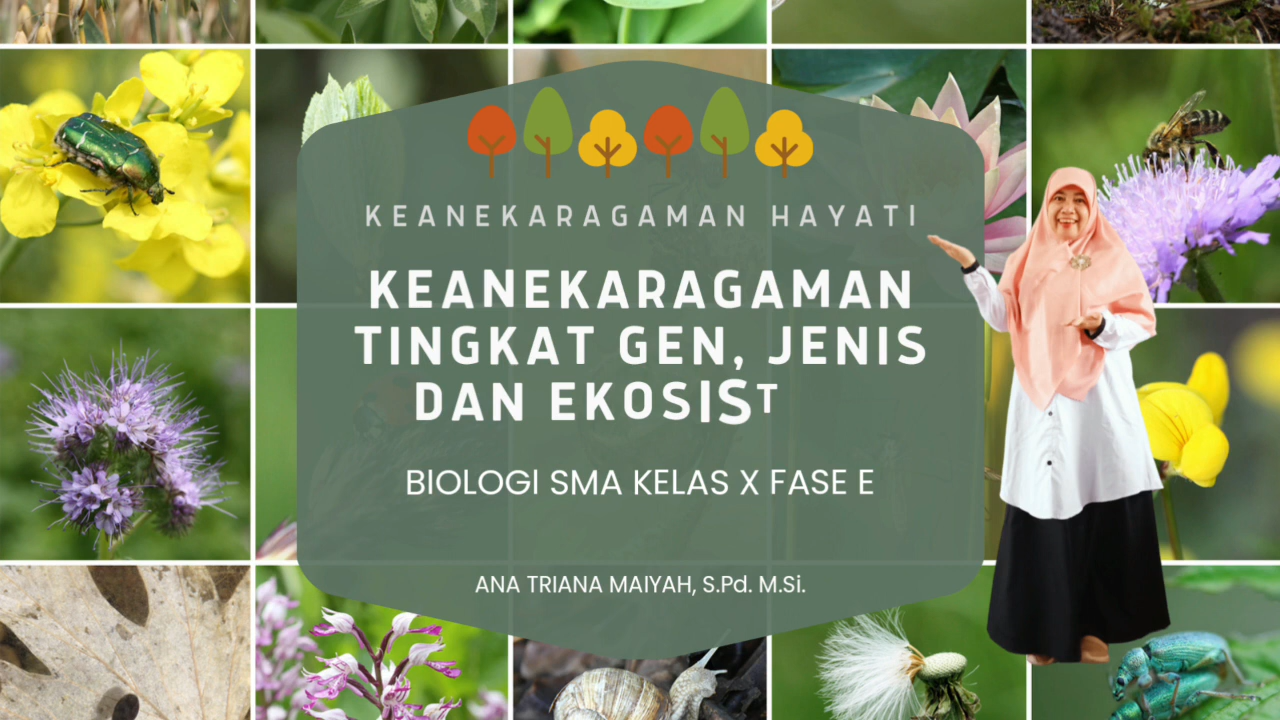 KEANEKARAGAMAN HAYATI
KEANEKARAGAMAN
TINGKAT GEN, JENIS
DAN EKOSIST
BIOLOGI SMA KELAS X FASE E
ANA TRIANA MAIYAH, S.Pd. M.Si.